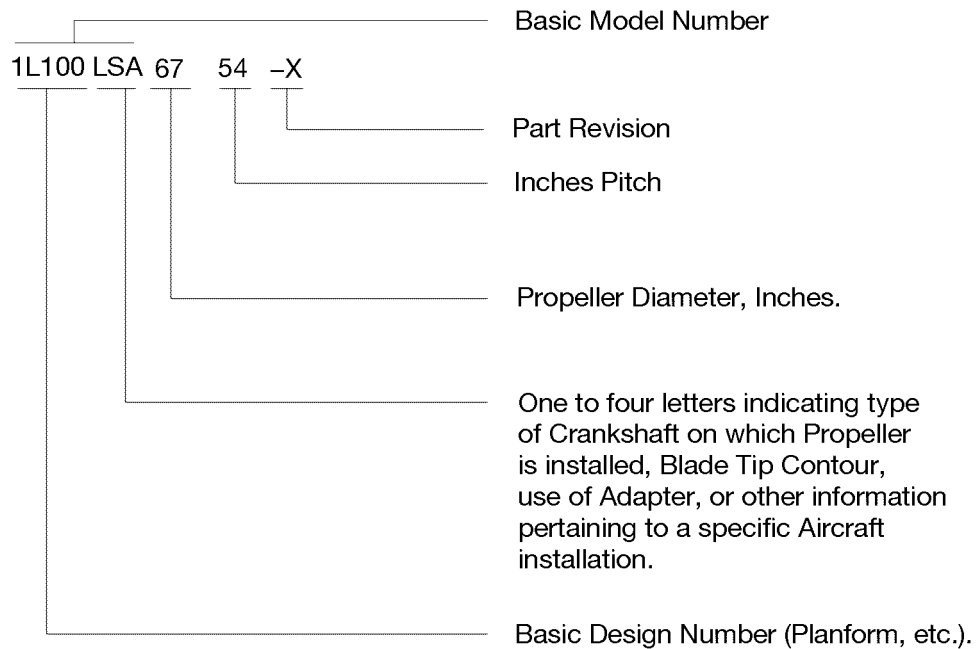 Basic Model Number
1L100 LSA 67 54 –X
Part Revision
Inches Pitch
Propeller Diameter, Inches.
One to four letters indicating type
of Crankshaft on which Propeller
is installed, Blade Tip Contour,
use of Adapter, or other information
pertaining to a specific Aircraft
installation.
Basic Design Number (Planform, etc.).